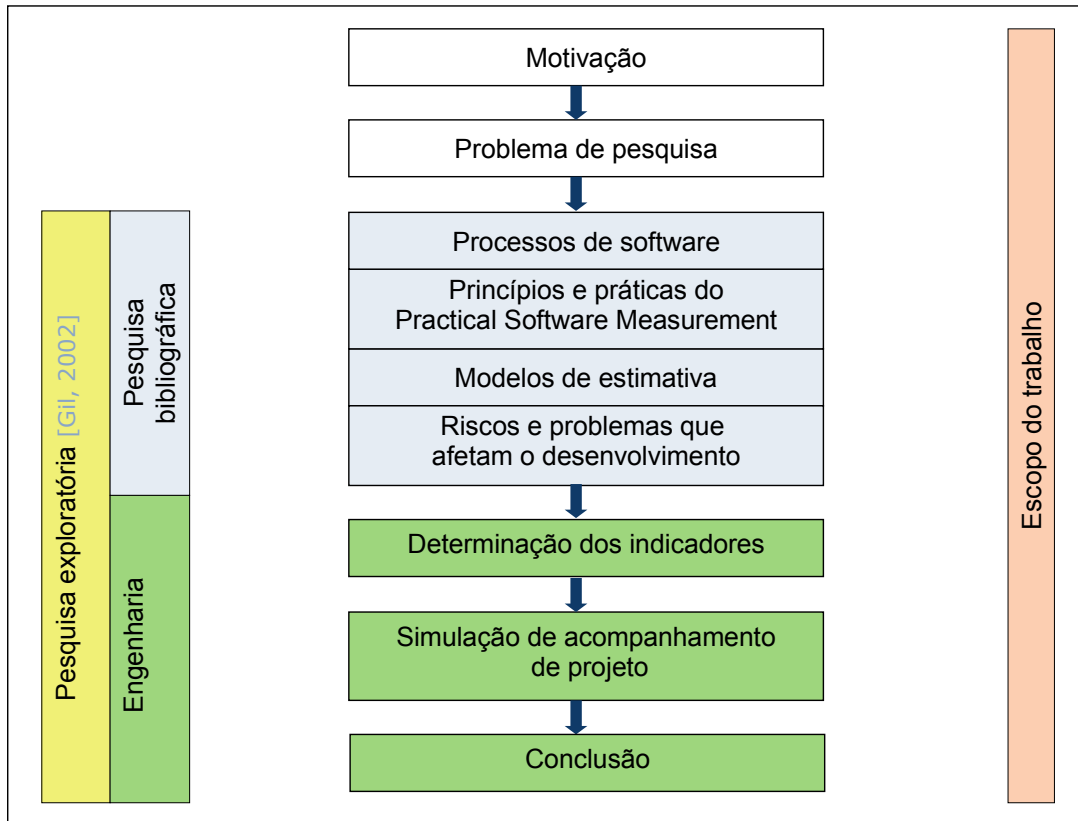 Motivação
Problema de pesquisa
Processos de software
Princípios e práticas do
Practical Software Measurement
Modelos de estimativa
Riscos e problemas que
afetam o desenvolvimento
Determinação dos indicadores
Simulação de acompanhamento
de projeto
Conclusão
Pesquisa exploratória [Gil, 2002]
Pesquisa
bibliográfica
Engenharia
Escopo do trabalho